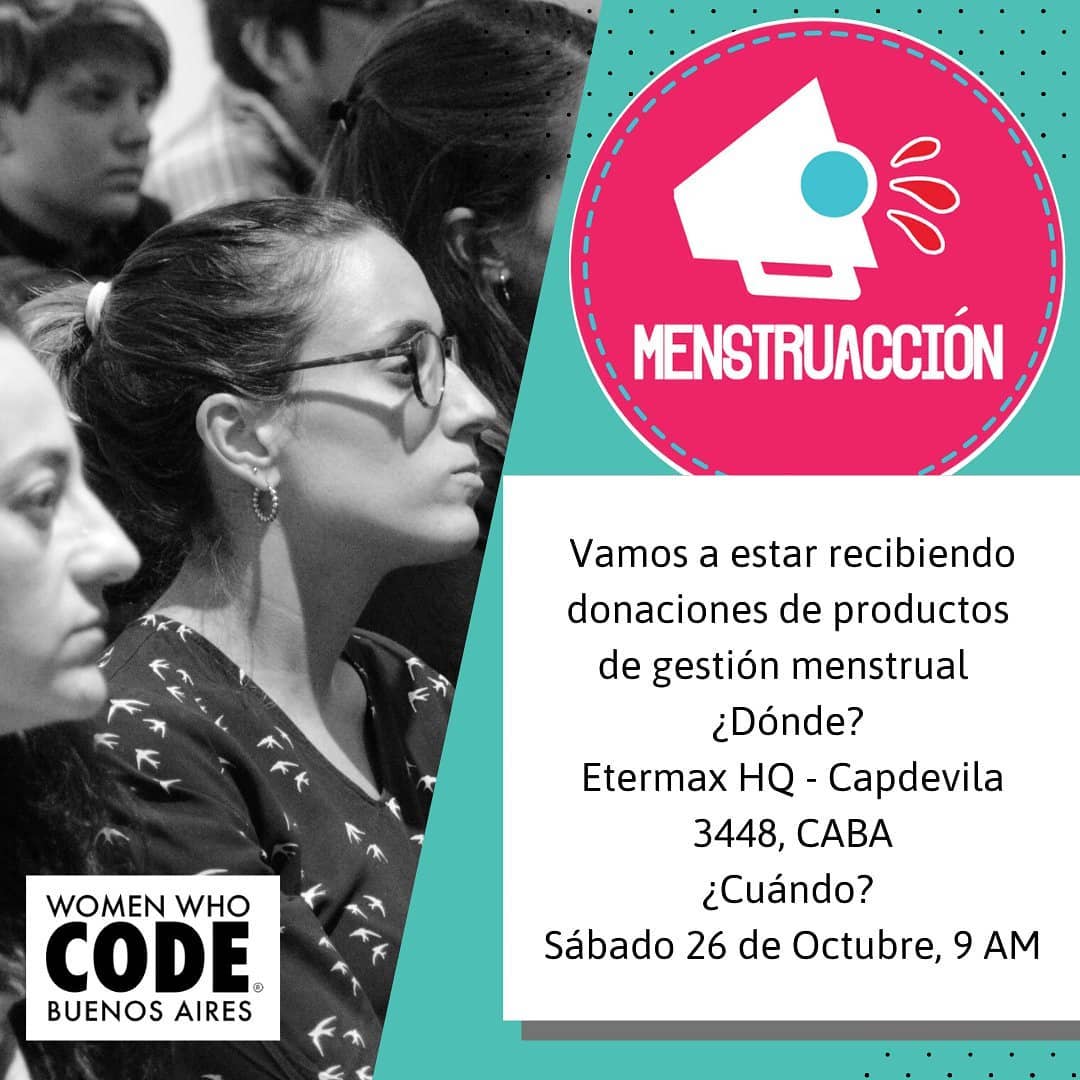 MENSTRUACCIÓN
Vamos a estar recibiendo
donaciones de productos
de gestión menstrual
¿Dónde?
Etermax HQ - Capdevila
3448, CABA
¿Cuándo?
Sábado 26 de Octubre, 9 AM
WOMEN WHO
CODE®
BUENOS AIRES